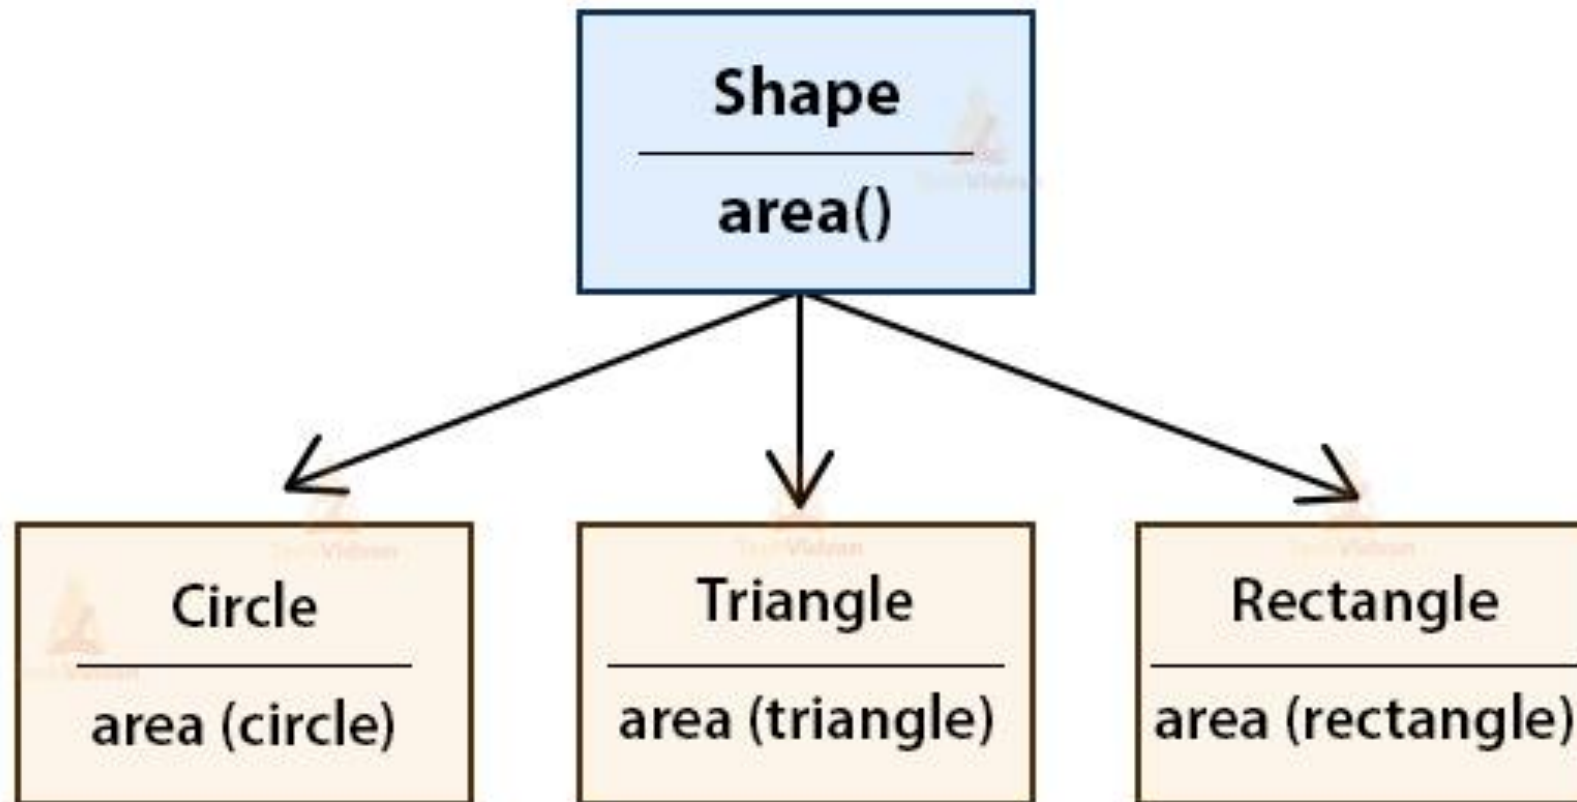 Shape
area()
Circle
area (circle)
Triangle
area (triangle)
Rectangle
area (rectangle)